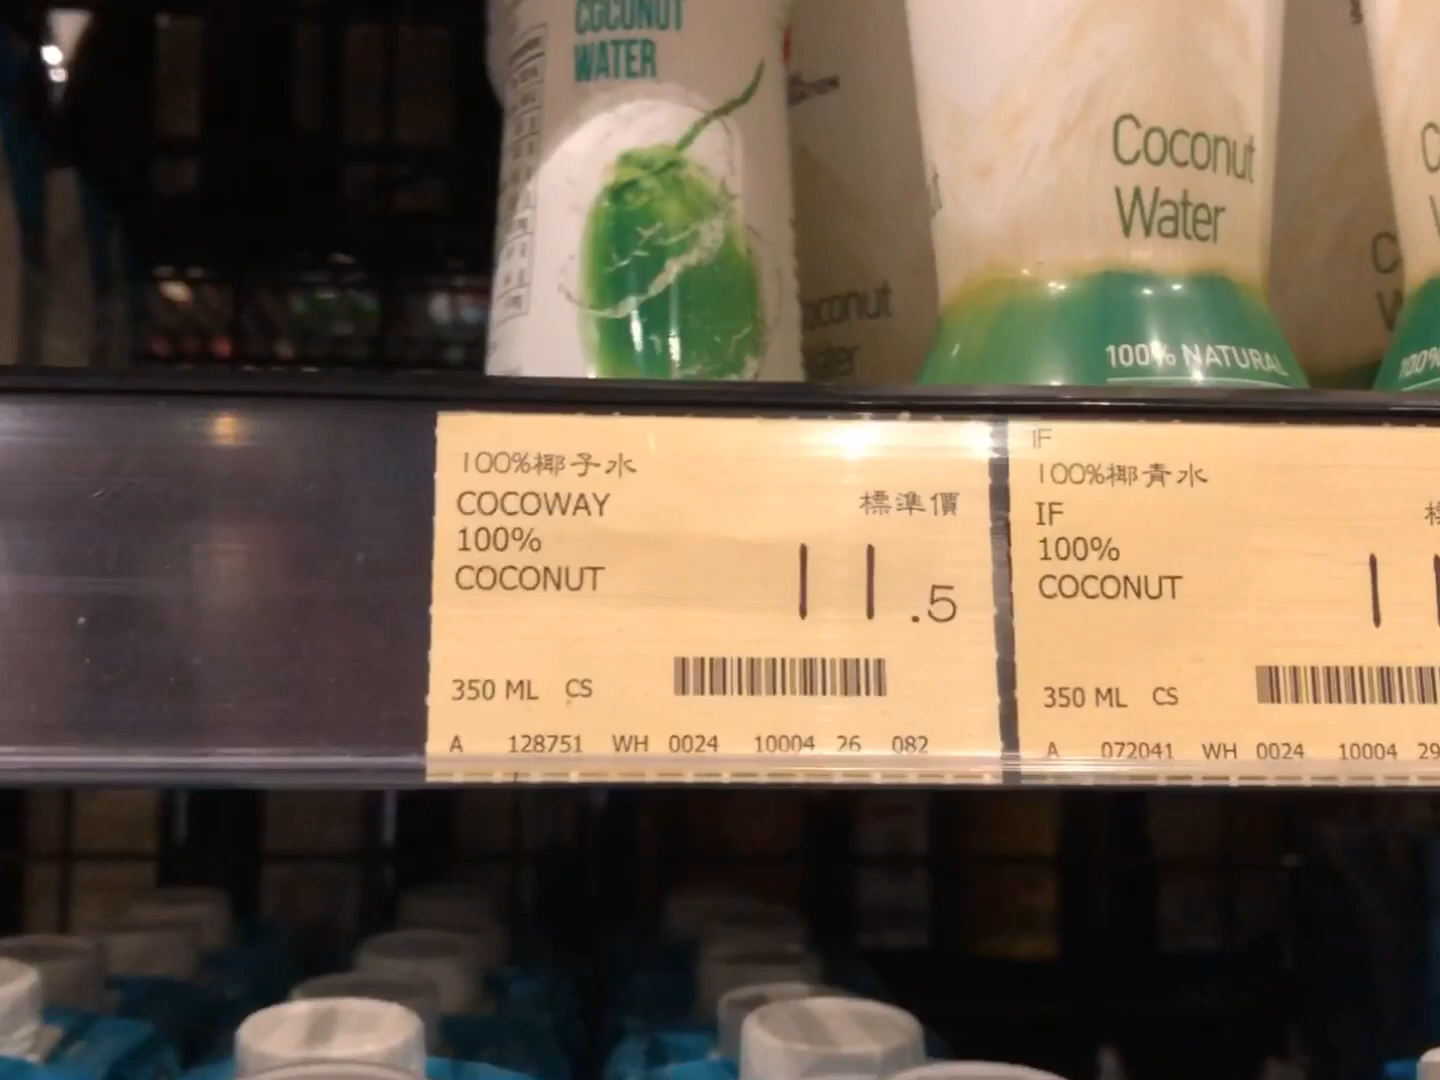 COCONUT
WATER
Coconut
Water
100% NATURAL
100%
100%椰子水
COCOWAY
100%
COCONUT
標準價
11.5
350 ML CS
A 128751 WH 0024 10004 26 082
IF
100%椰青水
IF
100%
COCONUT
350 ML CS
A 072041 WH 0024 10004 29